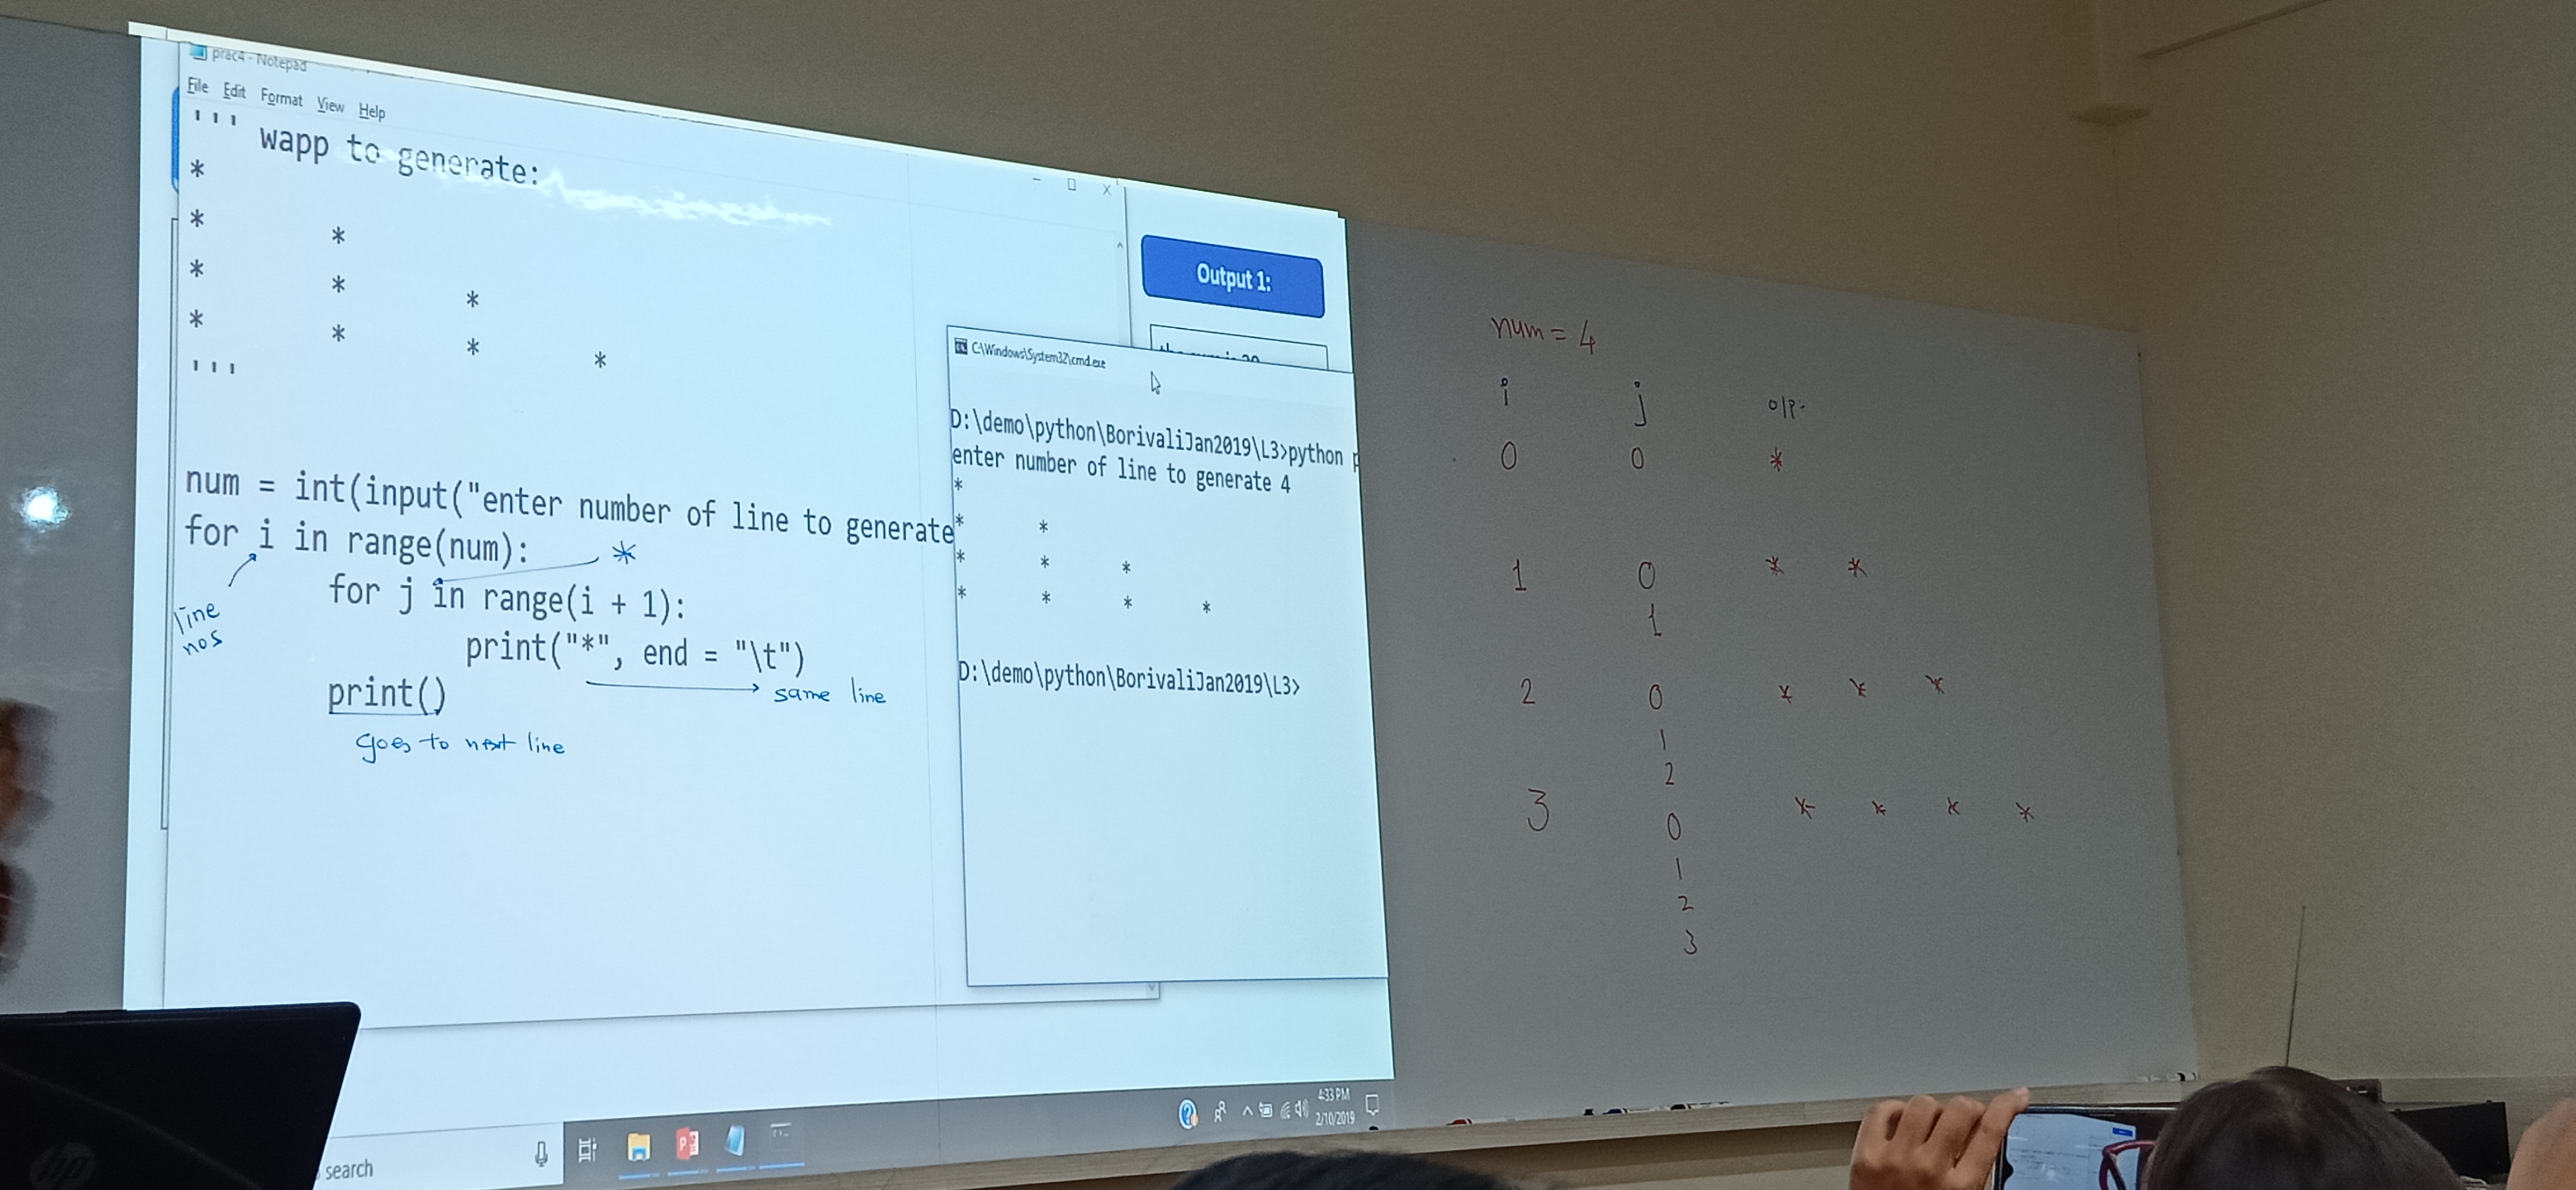 prac4 - Notepad
File Edit Format View Help
''' wapp to generate:
*
* *
* * *
* * * *
'''
num = int(input("enter number of line to generate
for i in range(num):
*
for j in range(i + 1):
line
nos
print("*", end = "\t")
same line
print()
goes to next line
Output 1:
C:\Windows\System32\cmd.exe
D:\demo\python\BorivaliJan2019\L3>python p
enter number of line to generate 4
*
* *
* * *
* * * *
D:\demo\python\BorivaliJan2019\L3>
search
4:33 PM
2/10/2019
hp
num = 4
i j o/p-
0 0 *
1 0 * *
1
2 0 * * *
1
2
3 0 * * * *
1
2
3